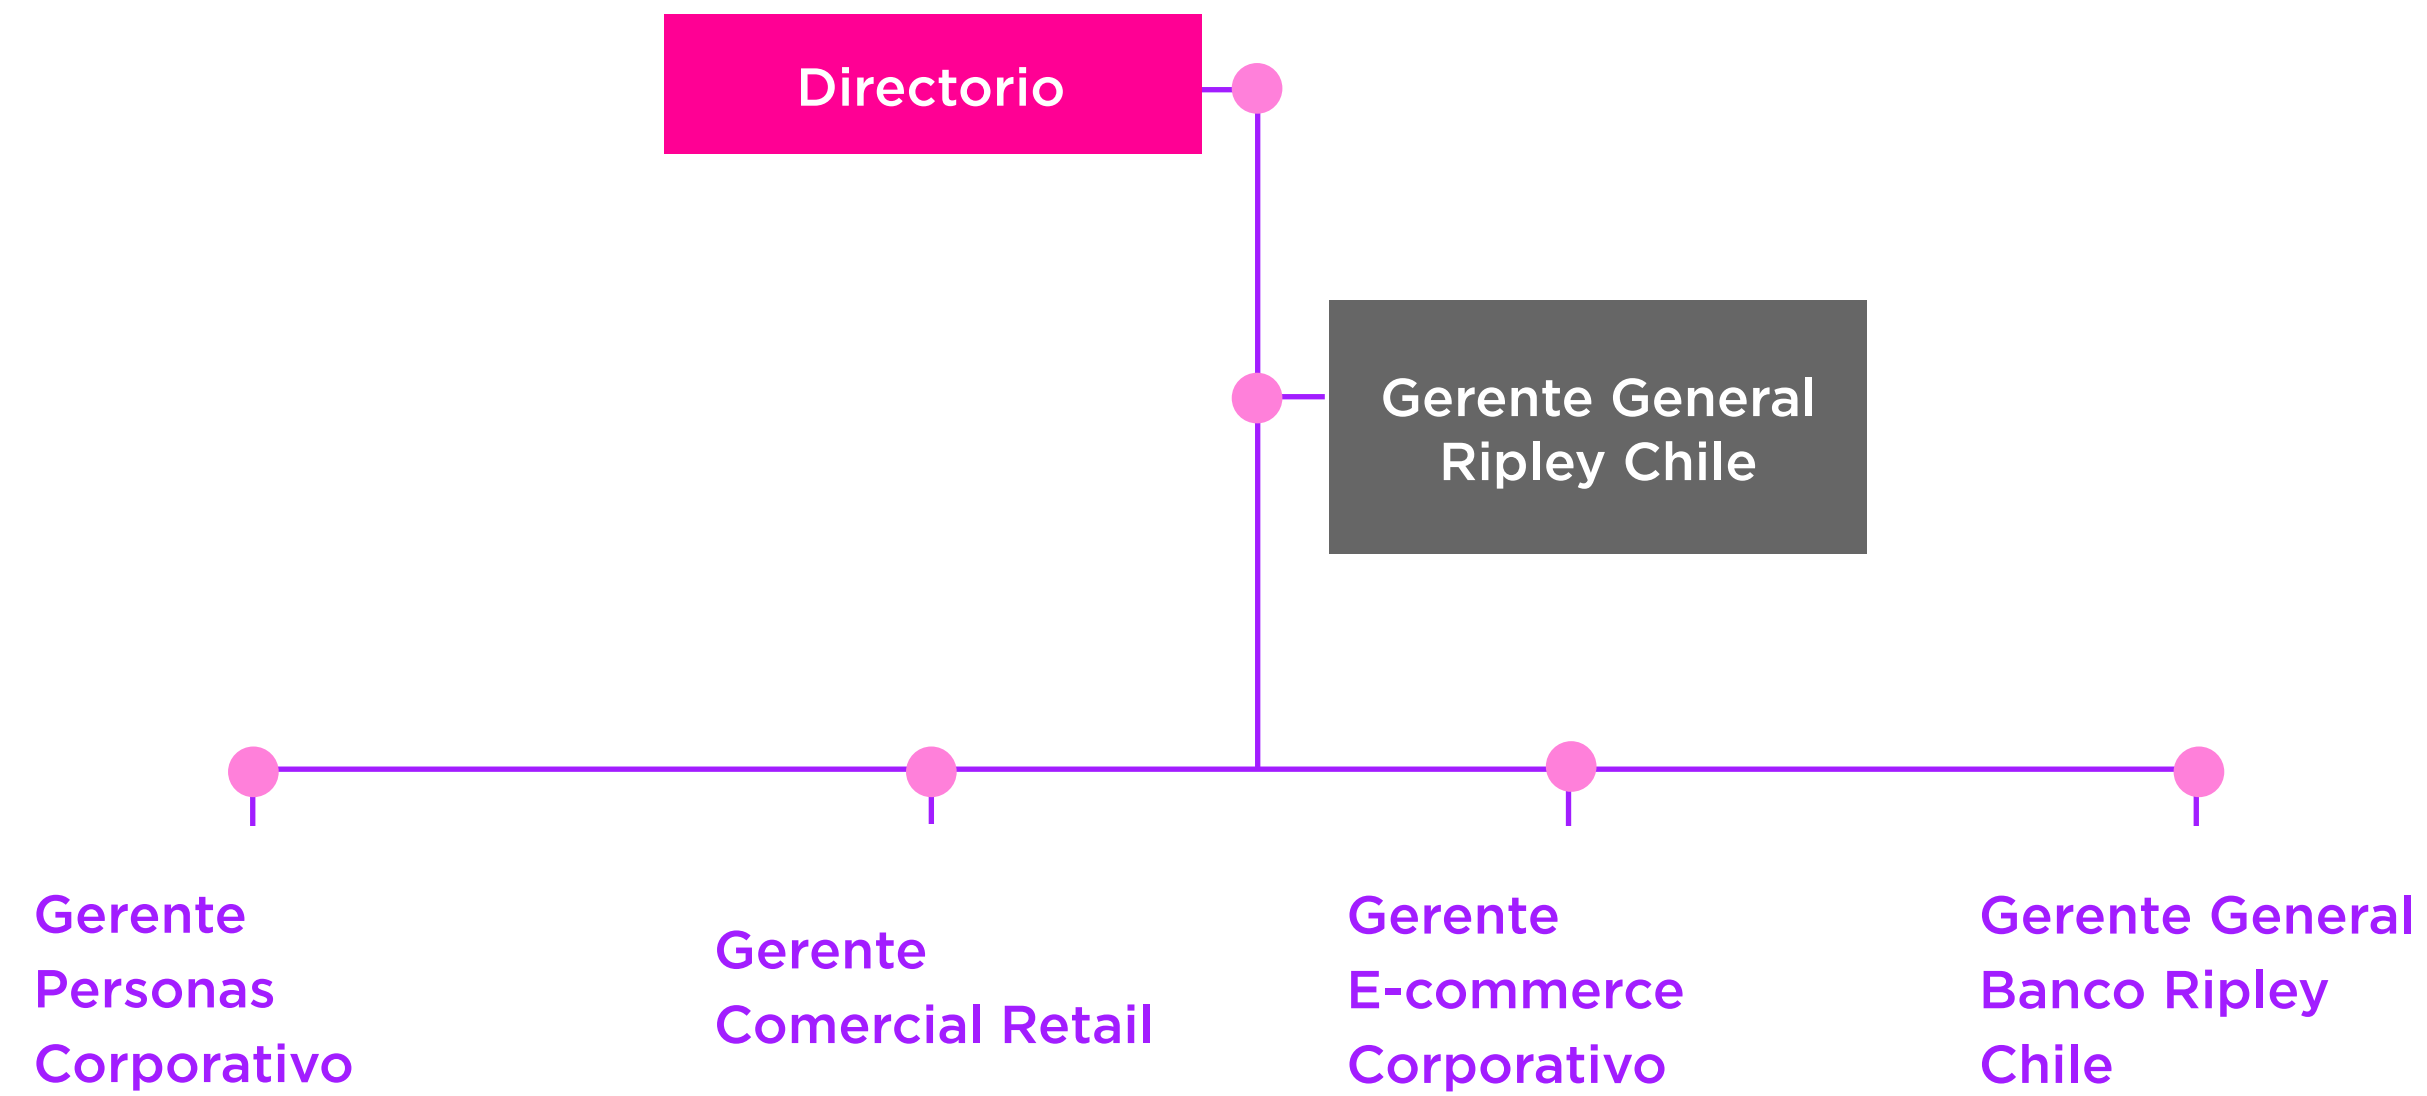 Directorio
Gerente General
Ripley Chile
Gerente
Personas
Corporativo
Gerente
Comercial Retail
Gerente
E-commerce
Corporativo
Gerente General
Banco Ripley
Chile